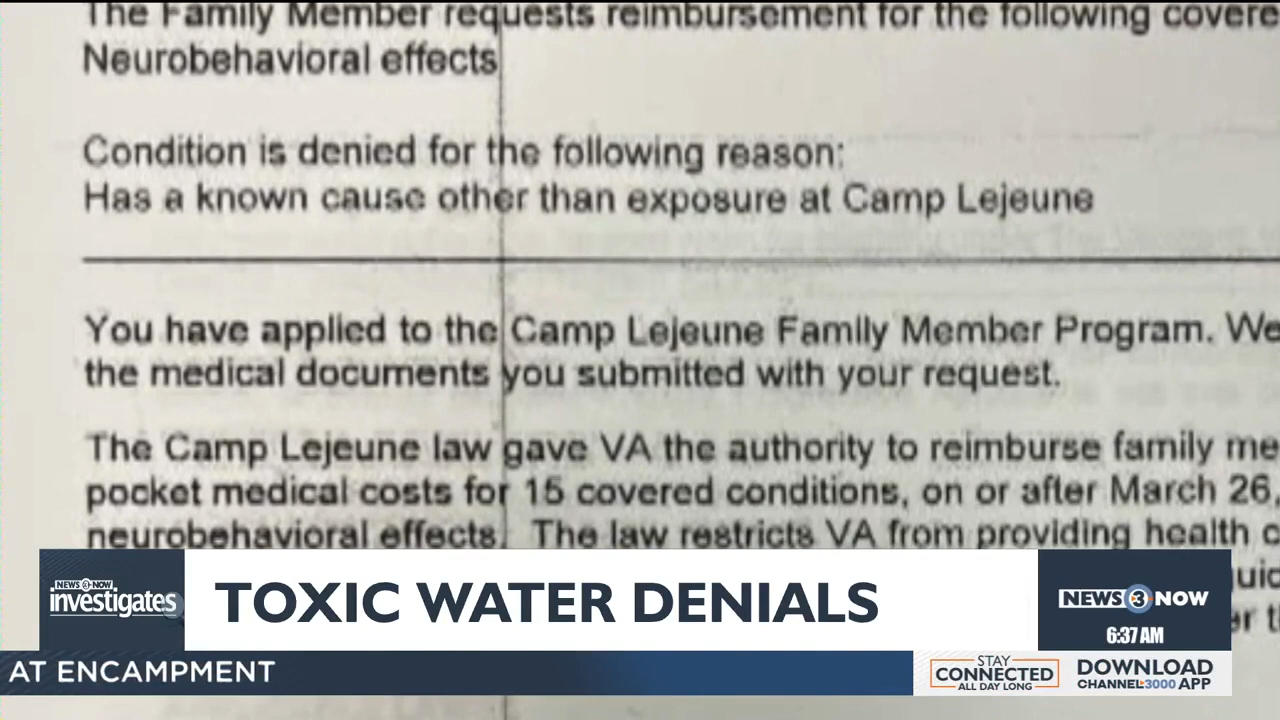 The Family Member requests reimbursement for the following covere
Neurobehavioral effects
Condition is denied for the following reason:
Has a known cause other than exposure at Camp Lejeune
You have applied to the Camp Lejeune Family Member Program. We
the medical documents you submitted with your request.
The Camp Lejeune law gave VA the authority to reimburse family me
pocket medical costs for 15 covered conditions, on or after March 26,
neurobehavioral effects. The law restricts VA from providing health c
NEWS 3 NOW
investigates
TOXIC WATER DENIALS
NEWS 3 NOW
6:37 AM
AT ENCAMPMENT
STAY
CONNECTED
ALL DAY LONG
DOWNLOAD
CHANNEL3000 APP